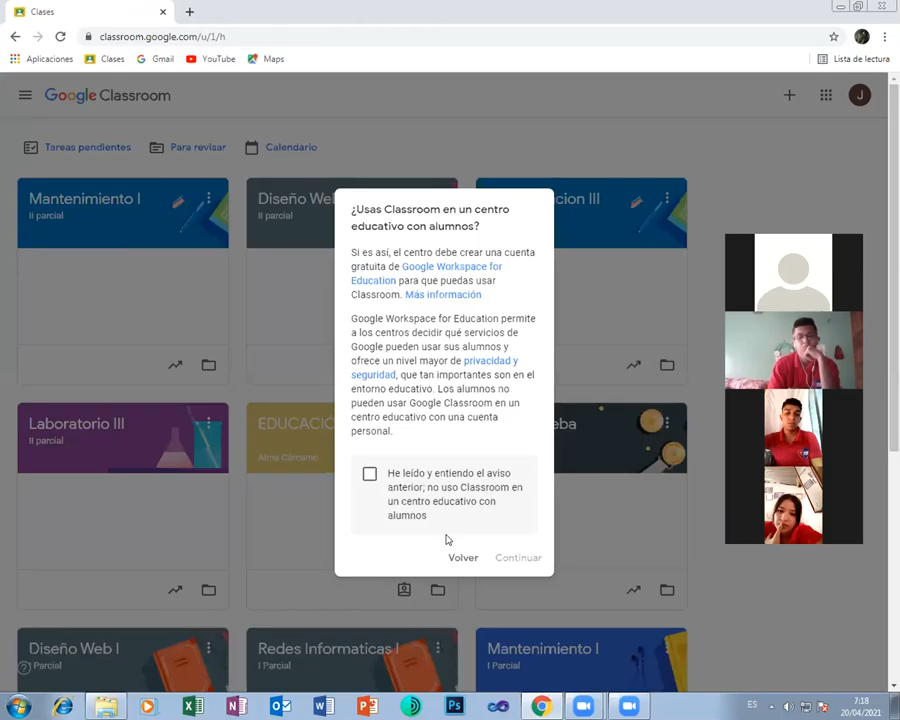 Clases
classroom.google.com/u/1/h
Aplicaciones
Clases
Gmail
YouTube
Maps
Lista de lectura
Google Classroom
J
Tareas pendientes
Para revisar
Calendario
Mantenimiento I
II parcial
Diseño Web
II parcial
cion III
¿Usas Classroom en un centro
educativo con alumnos?
Si es así, el centro debe crear una cuenta
gratuita de Google Workspace for
Education para que puedas usar
Classroom. Más información
Google Workspace for Education permite
a los centros decidir qué servicios de
Google pueden usar sus alumnos y
ofrece un nivel mayor de privacidad y
seguridad, que tan importantes son en el
entorno educativo. Los alumnos no
pueden usar Google Classroom en un
centro educativo con una cuenta
personal.
He leído y entiendo el aviso
anterior; no uso Classroom en
un centro educativo con
alumnos
Volver
Continuar
Laboratorio III
II parcial
EDUCACIÓ
Alma Cárcamo
eba
Diseño Web I
I Parcial
Redes Informaticas I
I Parcial
Mantenimiento I
I Parcial
ES
7:18
20/04/2021